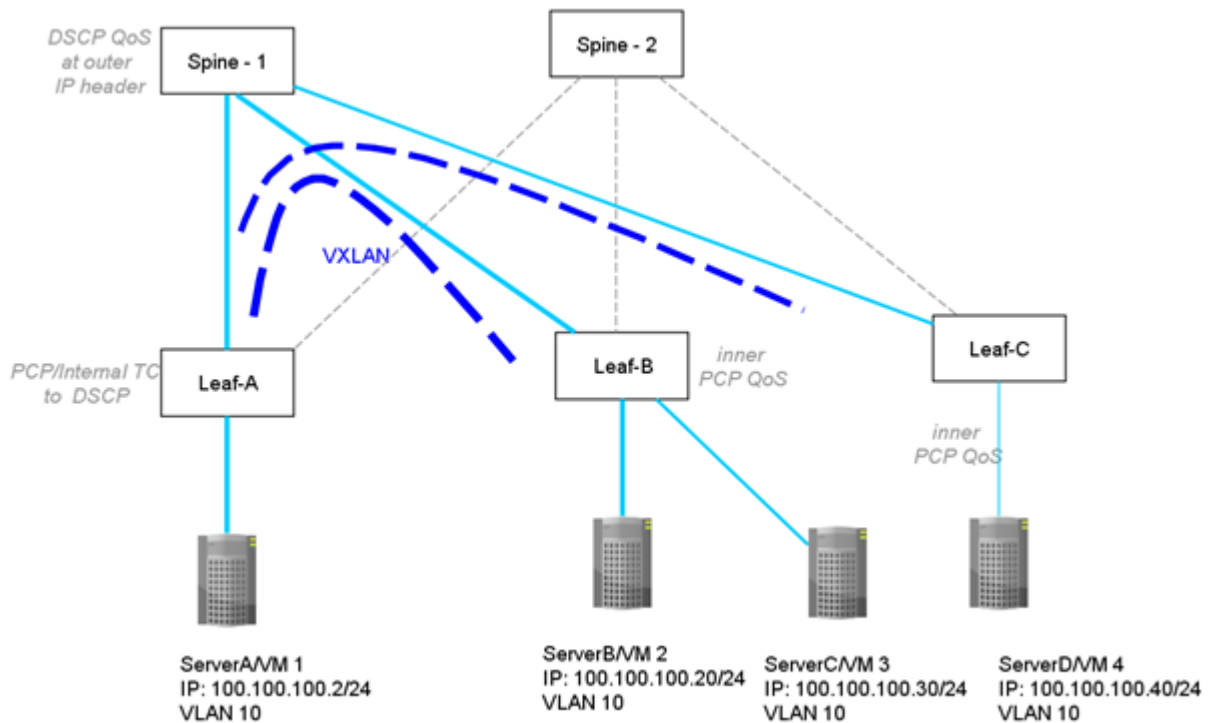 DSCP QoS
at outer
IP header
Spine - 1
Spine - 2
VXLAN
PCP/Internal TC
to DSCP
Leaf-A
Leaf-B
inner
PCP QoS
Leaf-C
inner
PCP QoS
ServerA/VM 1
IP: 100.100.100.2/24
VLAN 10
ServerB/VM 2
IP: 100.100.100.20/24
VLAN 10
ServerC/VM 3
IP: 100.100.100.30/24
VLAN 10
ServerD/VM 4
IP: 100.100.100.40/24
VLAN 10